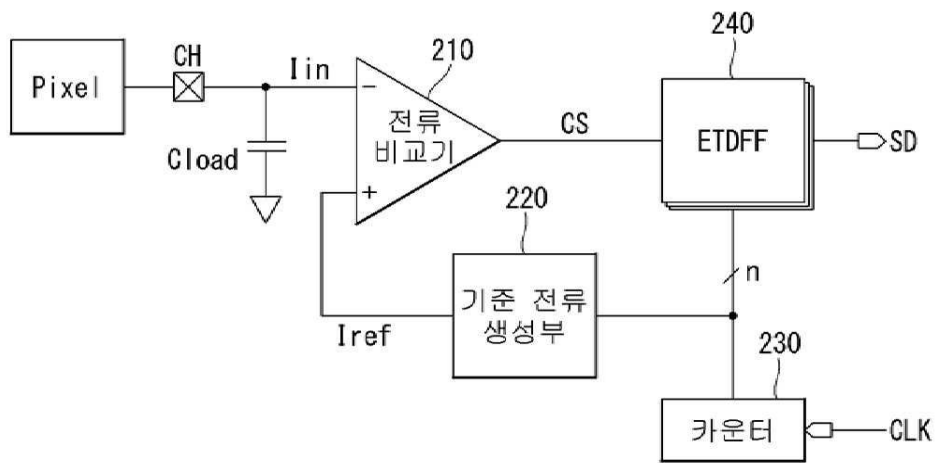 240
CH
Iin
210
Pixel
전류
비교기
CS
ETDFF
SD
Cload
220
n
기준 전류
생성부
Iref
230
카운터
CLK